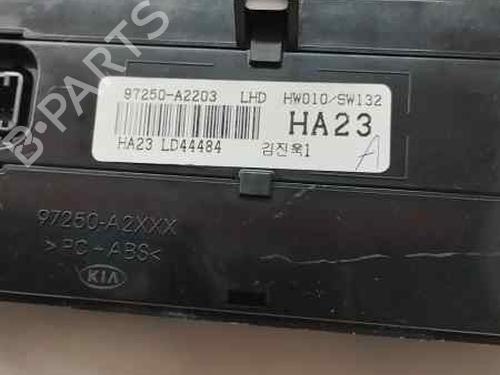 B-PARTS
97250-A2203 LHD HW010/SW132
HA23
HA23 LD44484 김진욱1
A
97250-A2XXX
>PC-ABS<
KIA